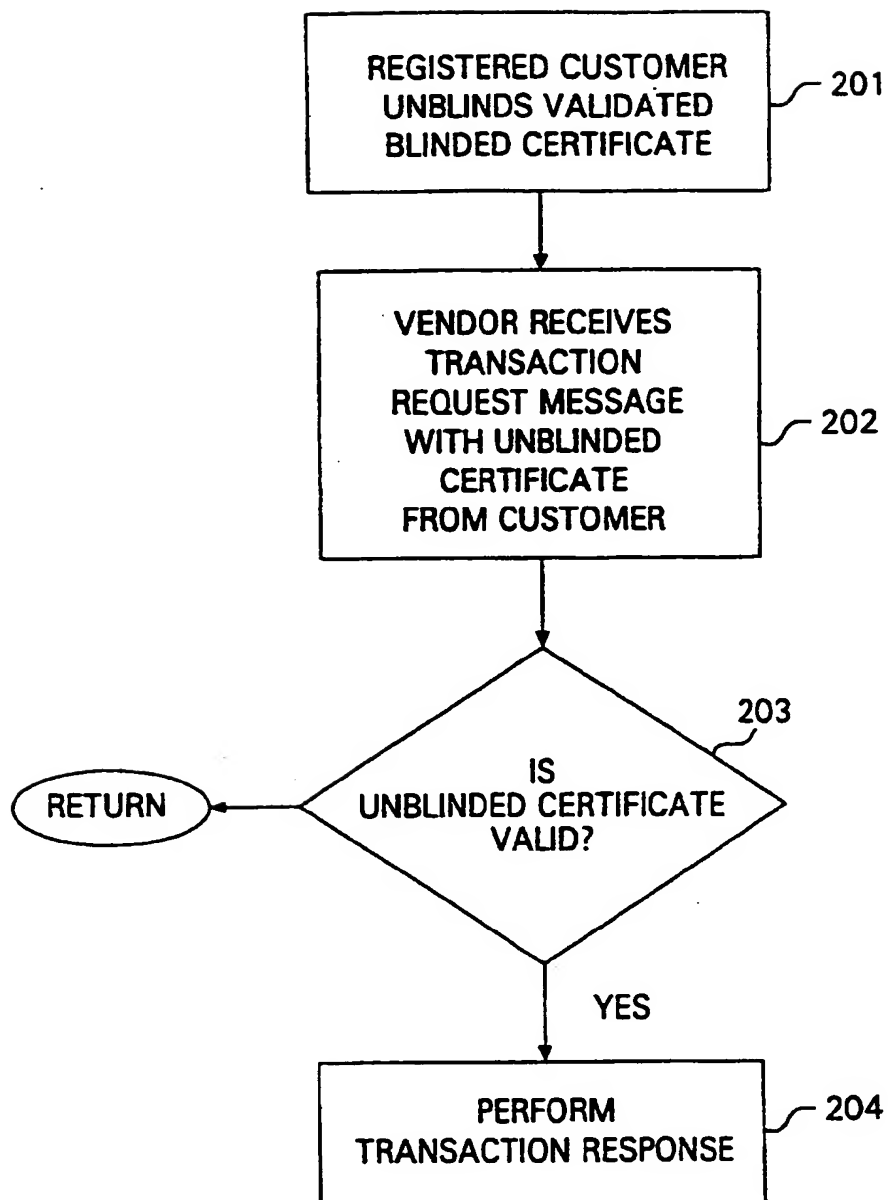 REGISTERED CUSTOMER
UNBLINDS VALIDATED
BLINDED CERTIFICATE
201
VENDOR RECEIVES
TRANSACTION
REQUEST MESSAGE
WITH UNBLINDED
CERTIFICATE
FROM CUSTOMER
202
203
IS
UNBLINDED CERTIFICATE
VALID?
RETURN
YES
PERFORM
TRANSACTION RESPONSE
204